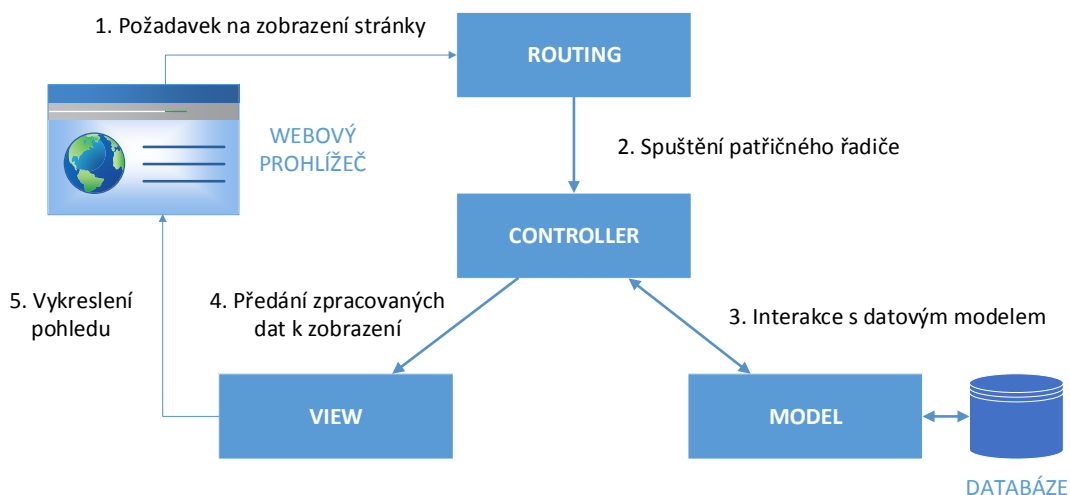 1. Požadavek na zobrazení stránky
ROUTING
WEBOVÝ
PROHLÍŽEČ
2. Spuštění patřičného řadiče
CONTROLLER
5. Vykreslení
pohledu
4. Předání zpracovaných
dat k zobrazení
3. Interakce s datovým modelem
VIEW
MODEL
DATABÁZE